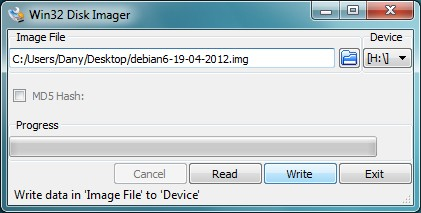 Win32 Disk Imager
Image File
Device
C:/Users/Dany/Desktop/debian6-19-04-2012.img
[H:\]
MD5 Hash:
Progress
Cancel
Read
Write
Exit
Write data in 'Image File' to 'Device'